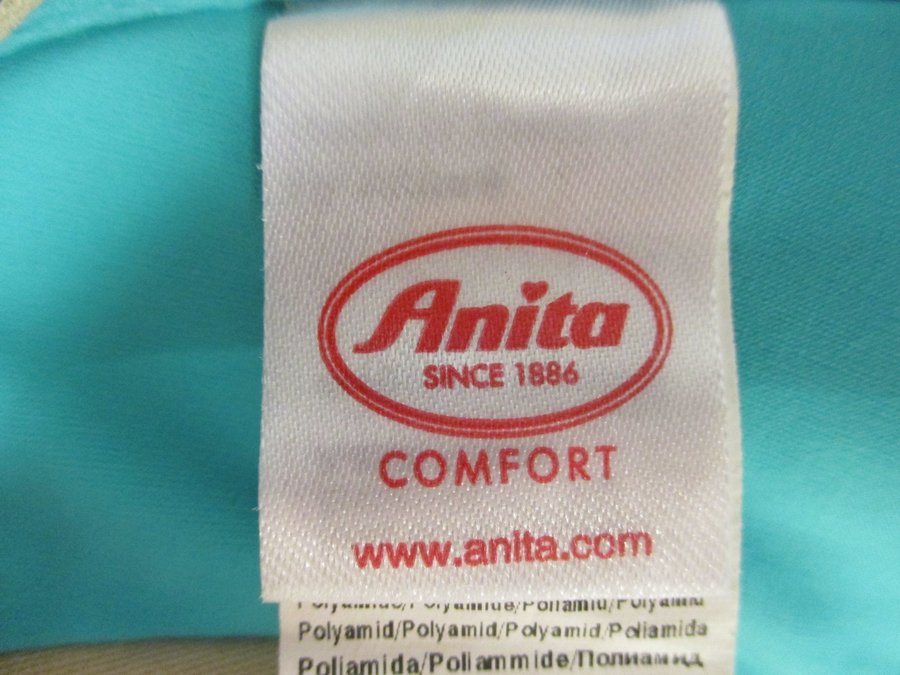 Anita
SINCE 1886
COMFORT
www.anita.com
Polyamid/Polyamid/Polyamid/Poliamida
Poliamida/Poliammide/Полиамид